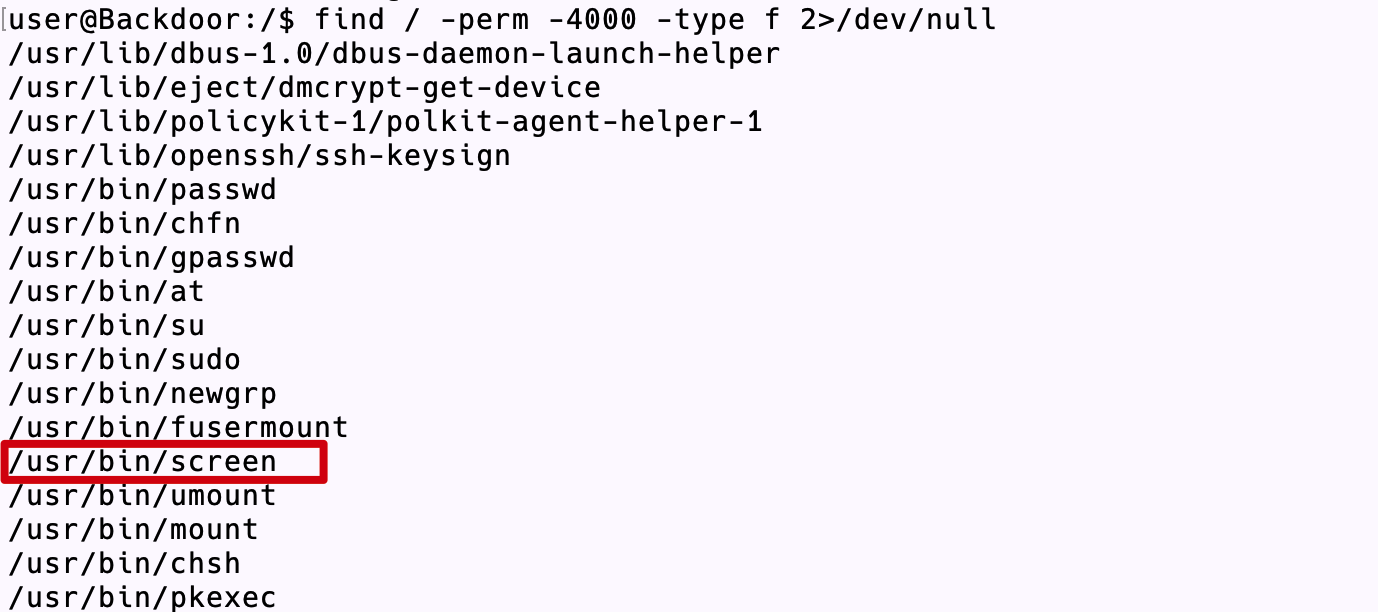 [user@Backdoor:/$ find / -perm -4000 -type f 2>/dev/null
/usr/lib/dbus-1.0/dbus-daemon-launch-helper
/usr/lib/eject/dmcrypt-get-device
/usr/lib/policykit-1/polkit-agent-helper-1
/usr/lib/openssh/ssh-keysign
/usr/bin/passwd
/usr/bin/chfn
/usr/bin/gpasswd
/usr/bin/at
/usr/bin/su
/usr/bin/sudo
/usr/bin/newgrp
/usr/bin/fusermount
/usr/bin/screen
/usr/bin/umount
/usr/bin/mount
/usr/bin/chsh
/usr/bin/pkexec